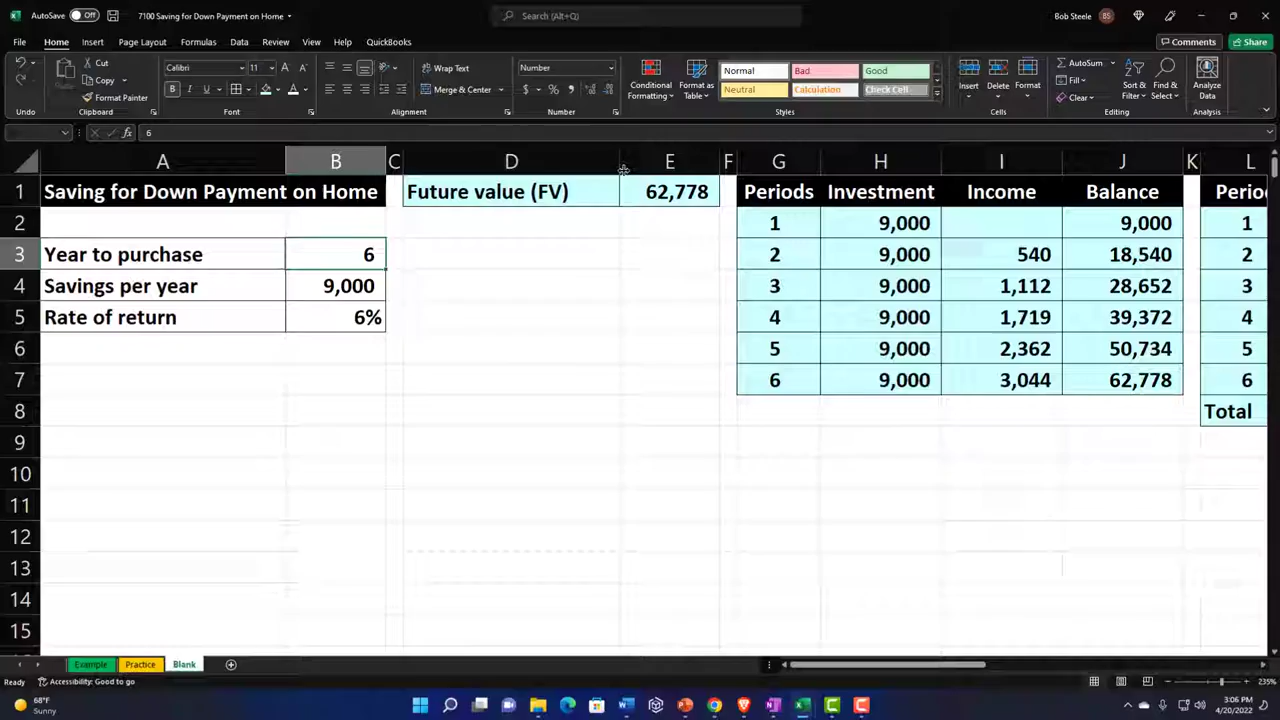 AutoSave Off 7100 Saving for Down Payment on Home Search (Alt+Q) Bob Steele BS
File Home Insert Page Layout Formulas Data Review View Help QuickBooks Comments Share
Cut
Copy
Format Painter
Calibri 11
Wrap Text
Merge & Center
Number
Conditional Formatting
Format as Table
Normal Bad Good
Neutral Calculation Check Cell
Insert Delete Format
AutoSum
Fill
Clear
Sort & Filter
Find & Select
Analyze Data
Undo Clipboard Font Alignment Number Styles Cells Editing Analysis
6
A B C D E F G H I J K L
1 Saving for Down Payment on Home Future value (FV) 62,778 Periods Investment Income Balance Perio
2 1 9,000 9,000 1
3 Year to purchase 6 2 9,000 540 18,540 2
4 Savings per year 9,000 3 9,000 1,112 28,652 3
5 Rate of return 6% 4 9,000 1,719 39,372 4
6 5 9,000 2,362 50,734 5
7 6 9,000 3,044 62,778 6
8 Total
9
10
11
12
13
14
15
Example Practice Blank
Ready Accessibility: Good to go 235%
68°F
Sunny
3:06 PM
4/20/2022